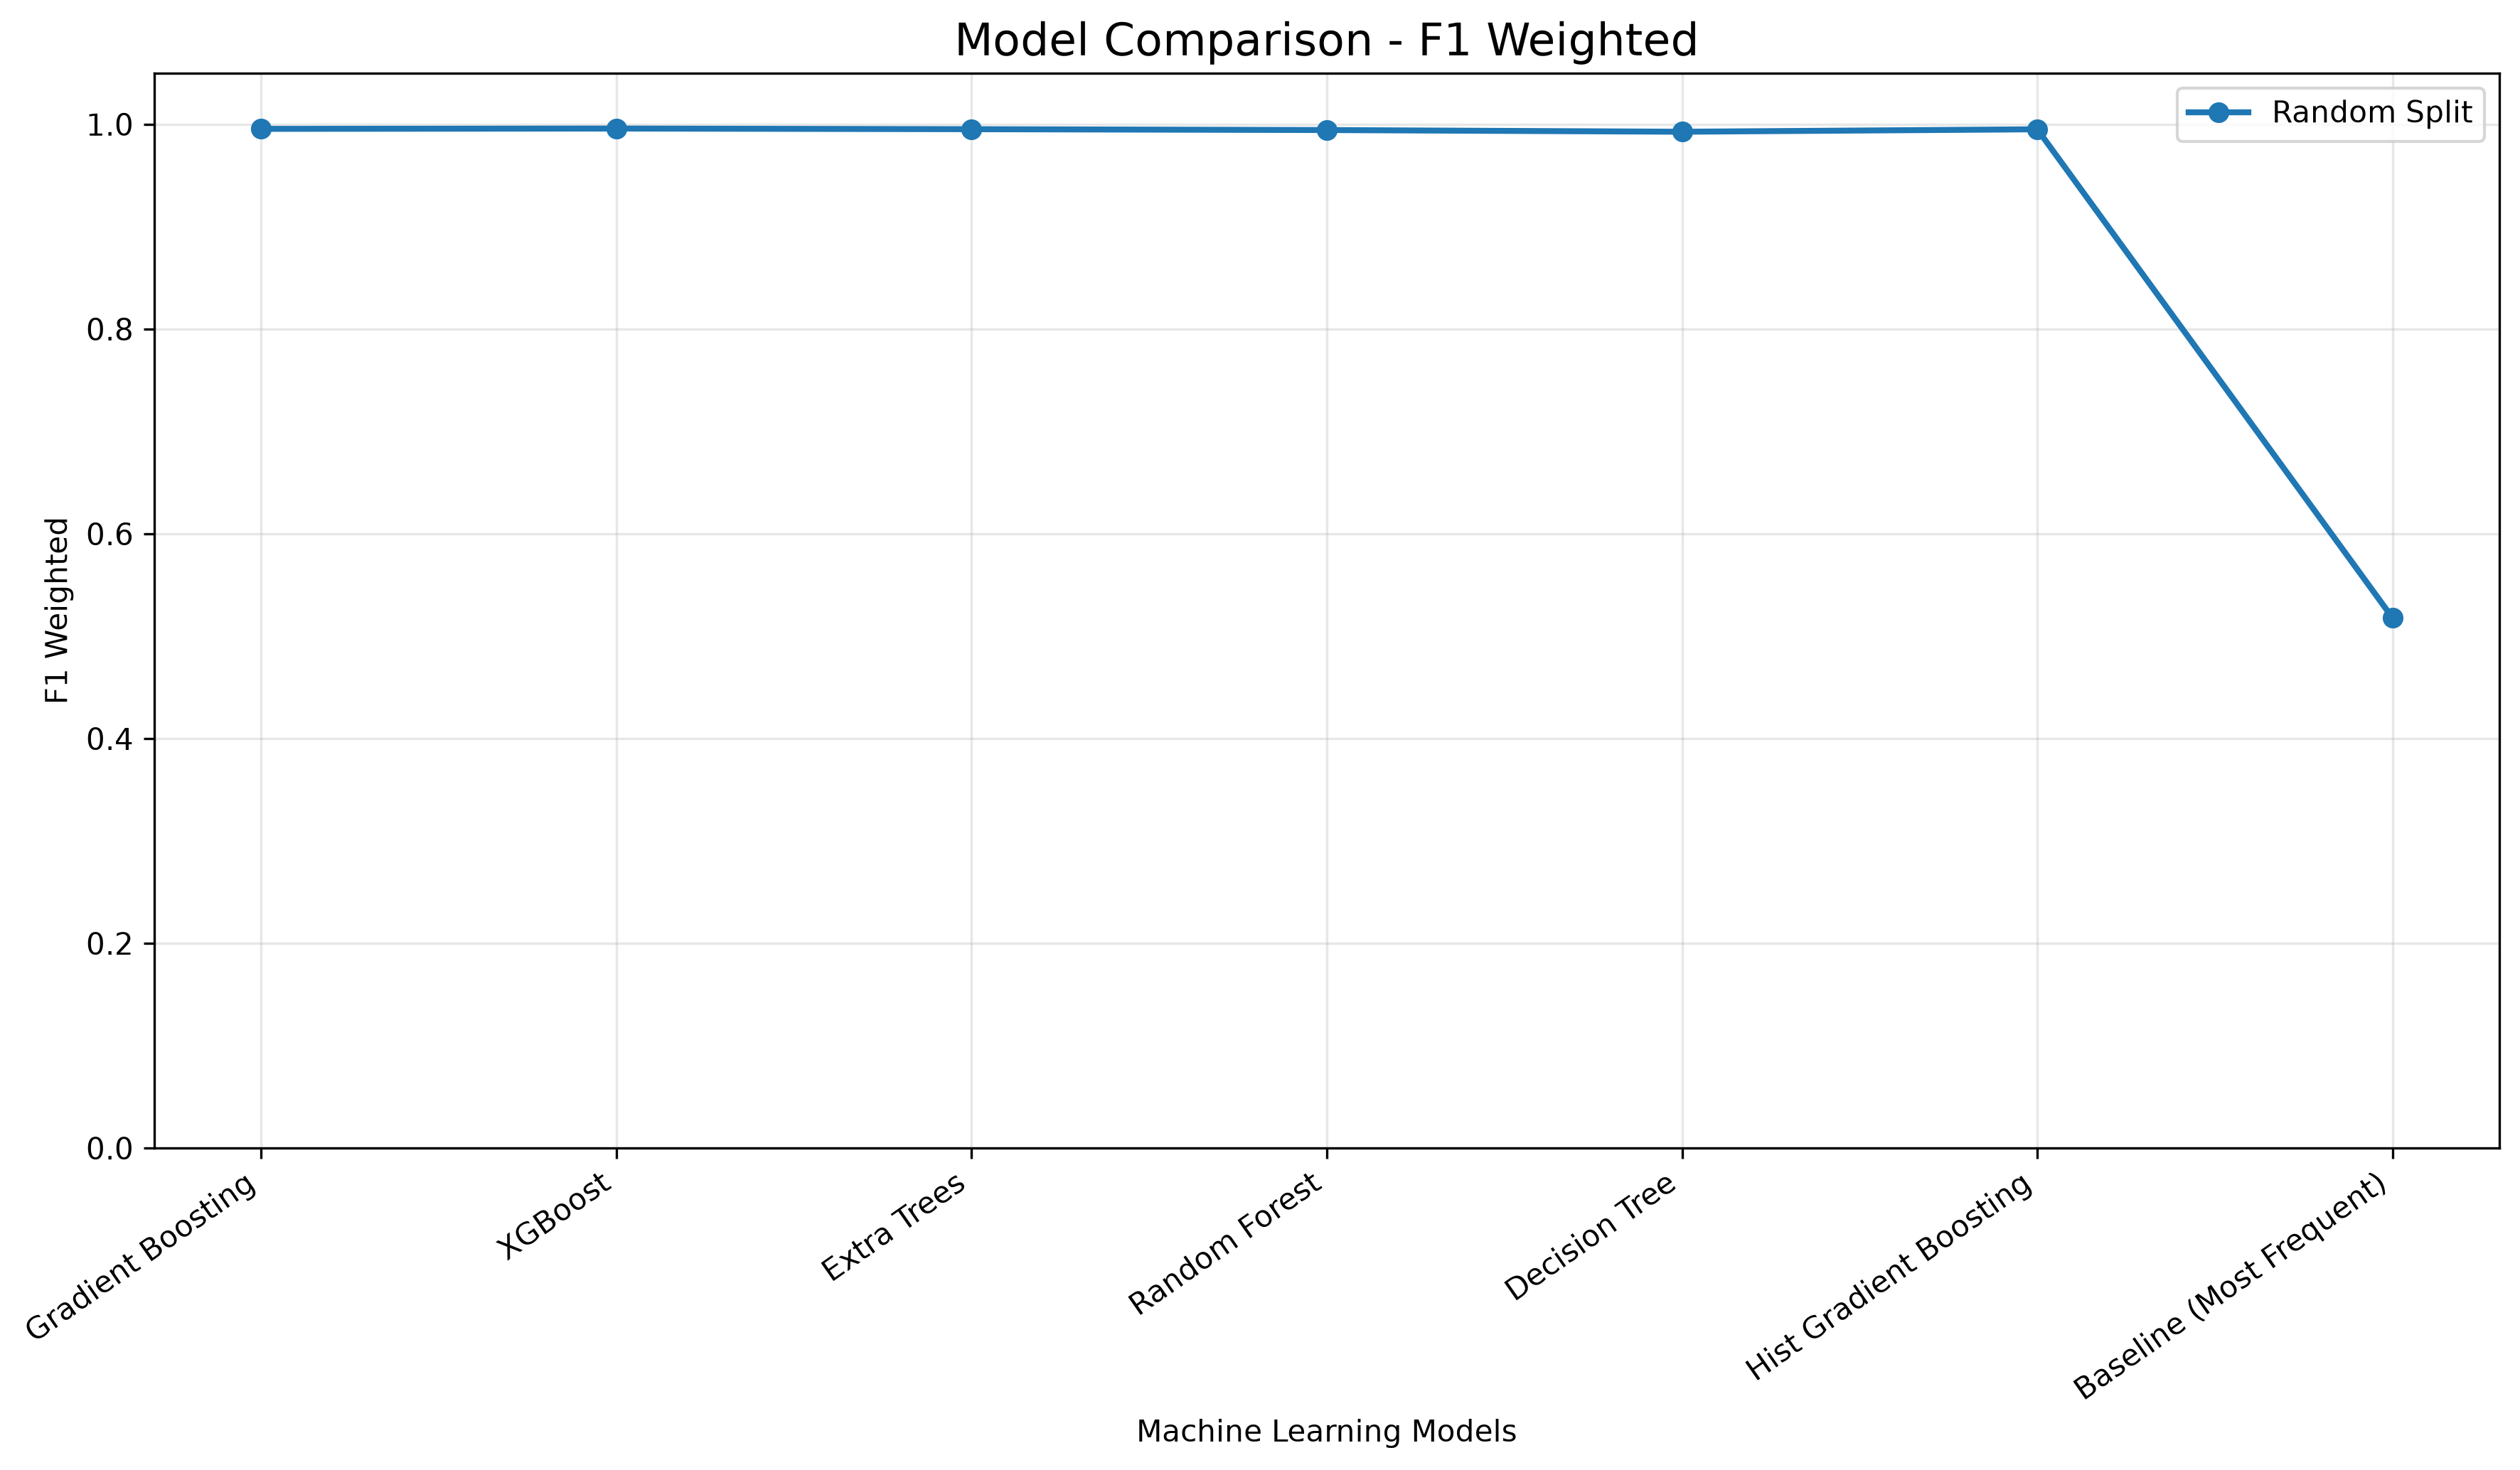 Model Comparison - F1 Weighted
Random Split
F1 Weighted
1.0
0.8
0.6
0.4
0.2
0.0
Gradient Boosting
XGBoost
Extra Trees
Random Forest
Decision Tree
Hist Gradient Boosting
Baseline (Most Frequent)
Machine Learning Models